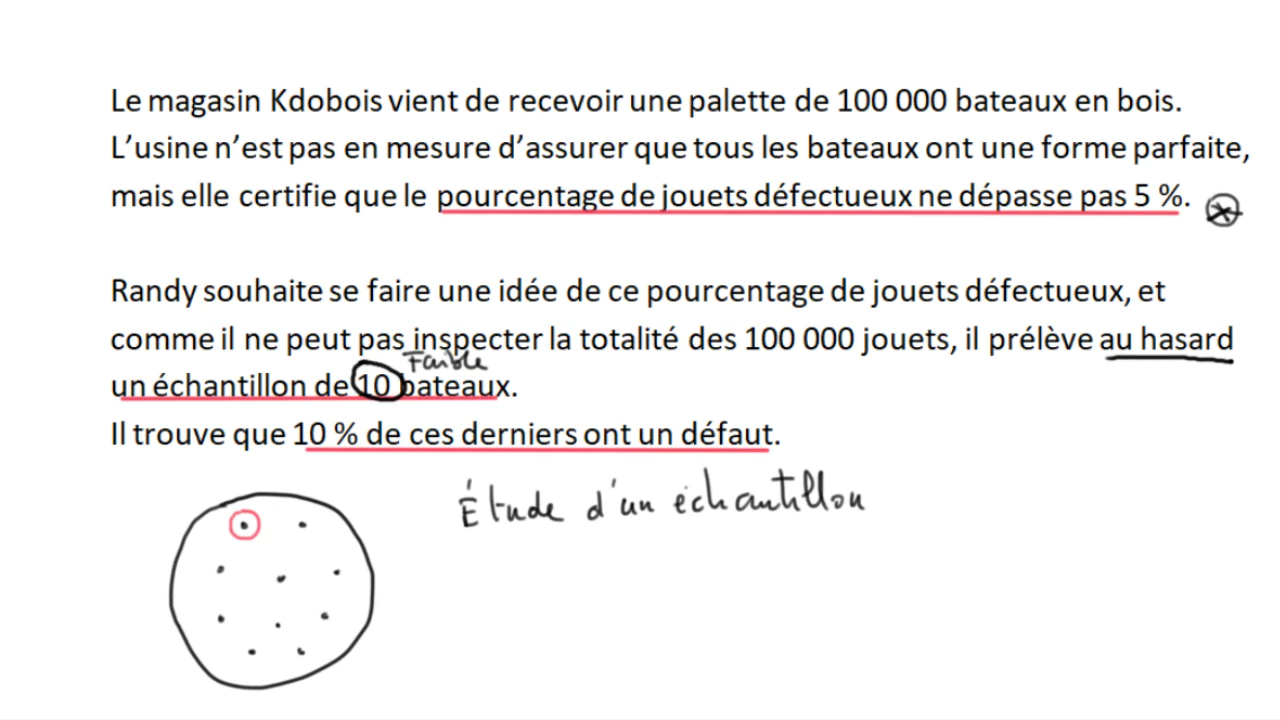 Le magasin Kdobois vient de recevoir une palette de 100 000 bateaux en bois.
L’usine n’est pas en mesure d’assurer que tous les bateaux ont une forme parfaite,
mais elle certifie que le pourcentage de jouets défectueux ne dépasse pas 5 %.
Randy souhaite se faire une idée de ce pourcentage de jouets défectueux, et
comme il ne peut pas inspecter la totalité des 100 000 jouets, il prélève au hasard
Faible
un échantillon de 10 bateaux.
Il trouve que 10 % de ces derniers ont un défaut.
Étude d'un échantillon